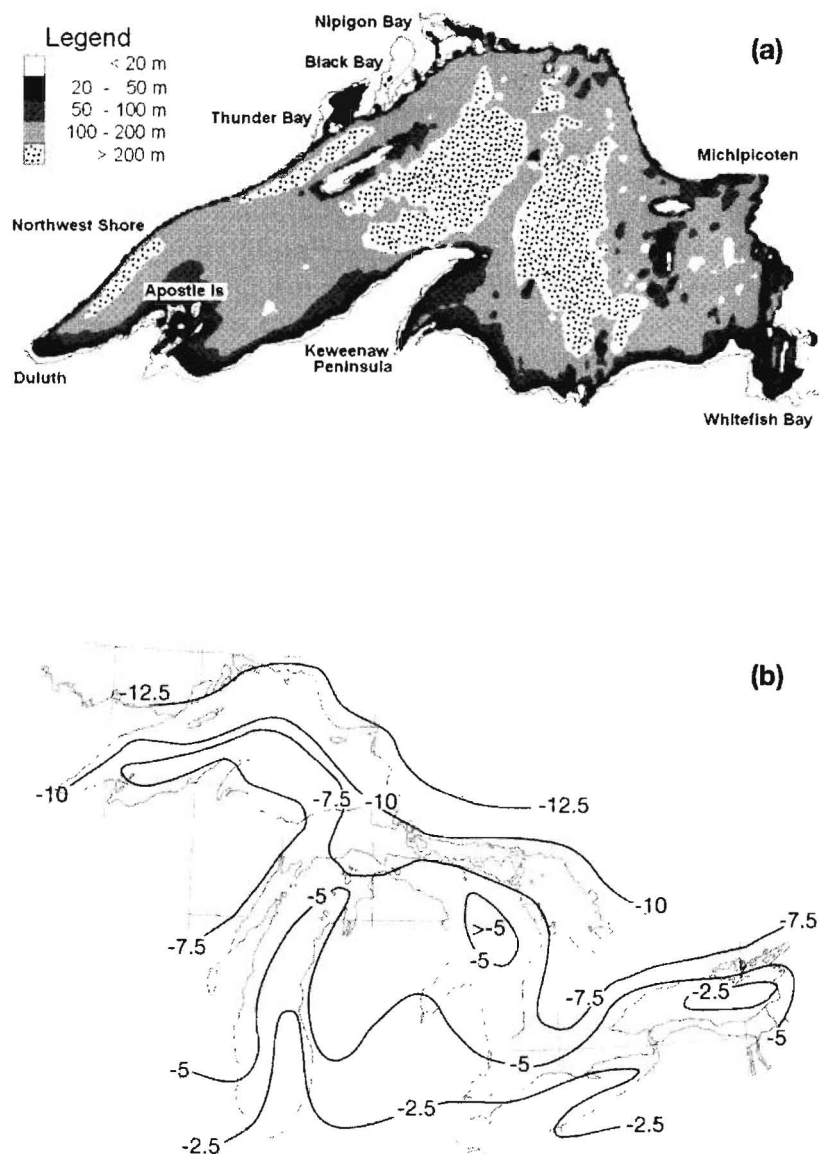 Nipigon Bay
Legend
(a)
< 20 m
Black Bay
20 - 50 m
50 - 100 m
Thunder Bay
100 - 200 m
> 200 m
Michipicoten
Northwest Shore
Apostle Is
Keweenaw
Peninsula
Duluth
Whitefish Bay
(b)
-12.5
-10
-7.5
-10
-12.5
-5
-10
-7.5
>-5
-7.5
-5
-7.5
-2.5
-5
-5
-5
-2.5
-2.5
-2.5